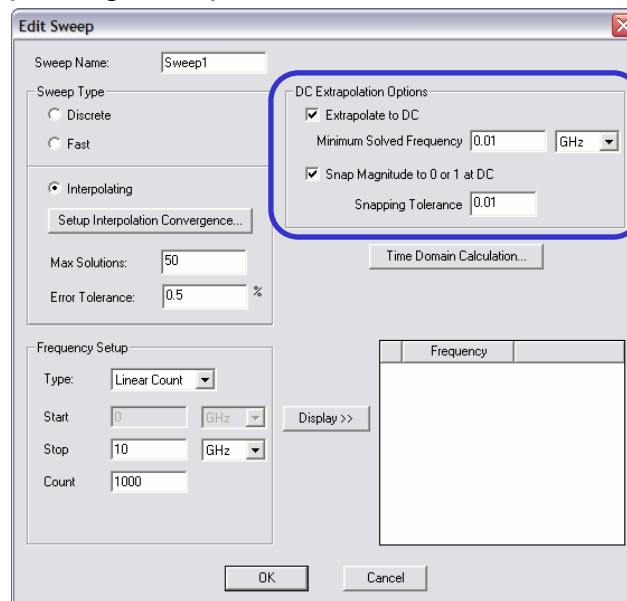 Edit Sweep
Sweep Name: Sweep1
Sweep Type
Discrete
Fast
Interpolating
Setup Interpolation Convergence...
Max Solutions: 50
Error Tolerance: 0.5 %
DC Extrapolation Options
Extrapolate to DC
Minimum Solved Frequency 0.01 GHz
Snap Magnitude to 0 or 1 at DC
Snapping Tolerance 0.01
Time Domain Calculation...
Frequency Setup
Type: Linear Count
Start 0 GHz
Stop 10 GHz
Count 1000
Display >>
Frequency
OK Cancel